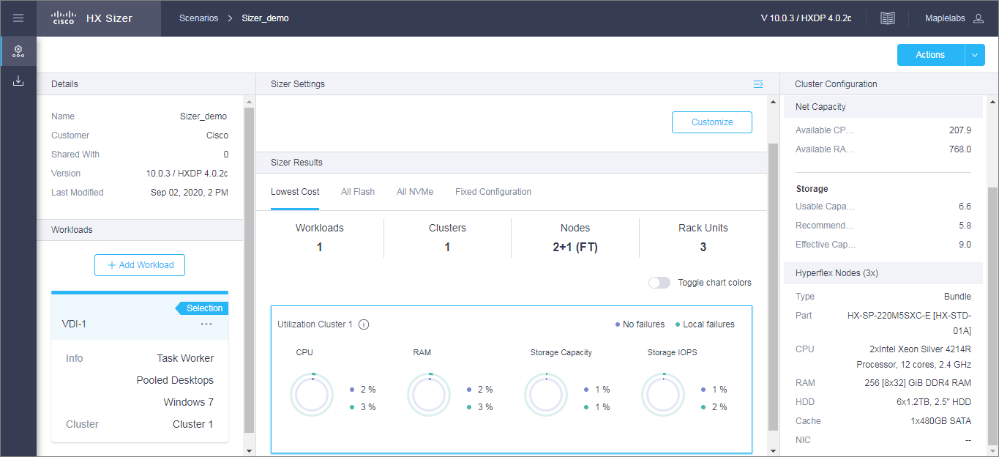 cisco
HX Sizer
Scenarios
Sizer_demo
V 10.0.3 / HXDP 4.0.2c
Maplelabs
Actions
Details
Name Sizer_demo
Customer Cisco
Shared With 0
Version 10.0.3 / HXDP 4.0.2c
Last Modified Sep 02, 2020, 2 PM
Workloads
+ Add Workload
Selection
VDI-1 ...
Info Task Worker
Pooled Desktops
Windows 7
Cluster Cluster 1
Sizer Settings
Customize
Sizer Results
Lowest Cost All Flash All NVMe Fixed Configuration
Workloads Clusters Nodes Rack Units
1 1 2+1 (FT) 3
Toggle chart colors
Utilization Cluster 1 No failures Local failures
CPU RAM Storage Capacity Storage IOPS
2 % 2 % 1 % 1 %
3 % 3 % 1 % 2 %
Cluster Configuration
Net Capacity
Available CP... 207.9
Available RA... 768.0
Storage
Usable Capa... 6.6
Recommend... 5.8
Effective Cap... 9.0
Hyperflex Nodes (3x)
Type Bundle
Part HX-SP-220M5SXC-E [HX-STD-
01A]
CPU 2xIntel Xeon Silver 4214R
Processor, 12 cores, 2.4 GHz
RAM 256 [8x32] GiB DDR4 RAM
HDD 6x1.2TB, 2.5" HDD
Cache 1x480GB SATA
NIC --